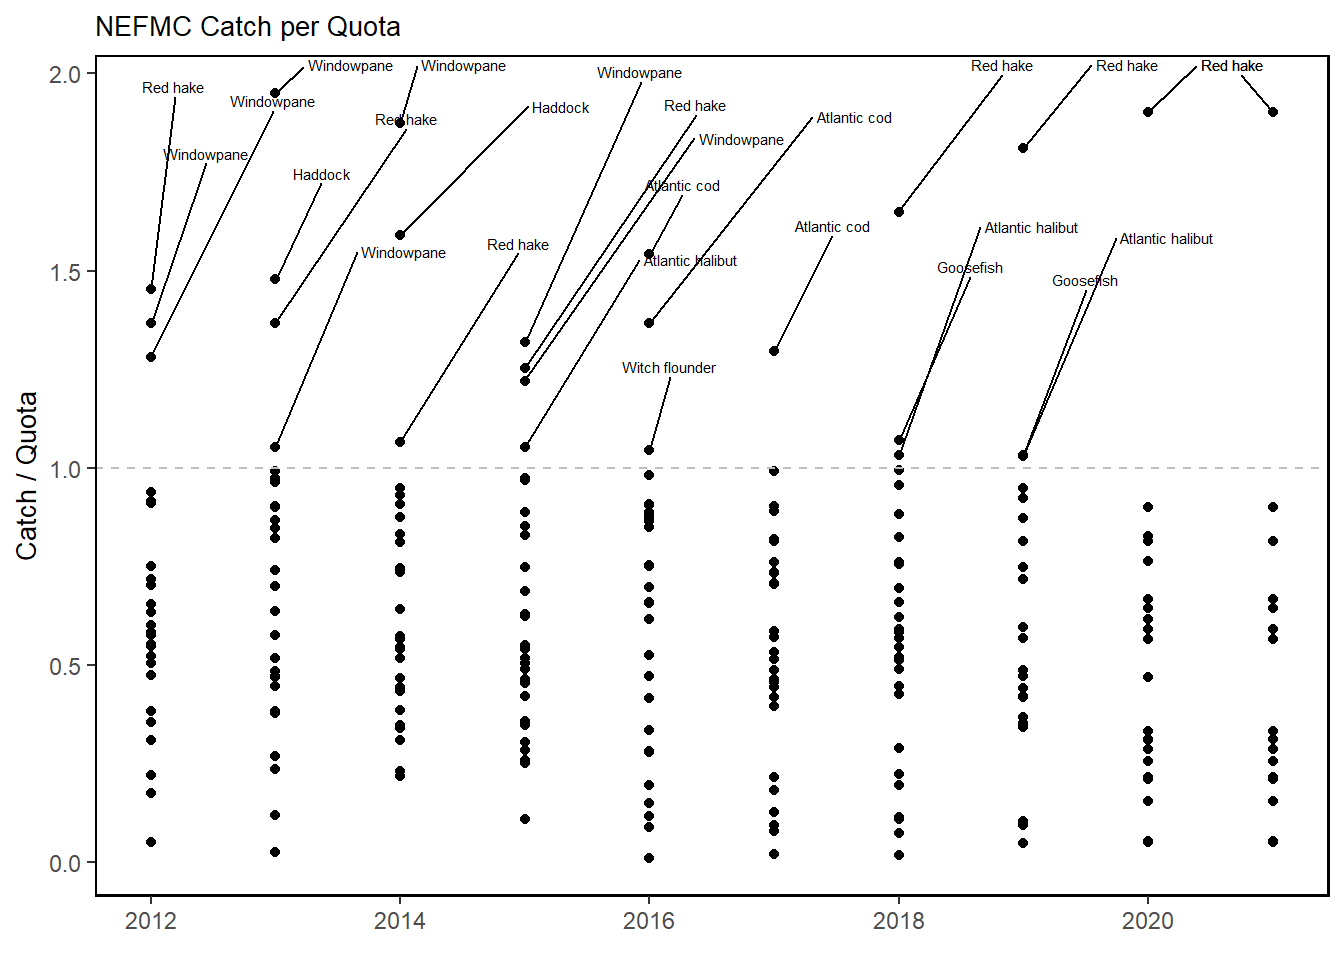 NEFMC Catch per Quota
2.0
1.5
1.0
0.5
0.0
Catch / Quota
Windowpane
Windowpane
Red hake
Red hake
Red hake
Windowpane
Red hake
Windowpane
Red hake
Haddock
Atlantic cod
Red hake
Windowpane
Windowpane
Haddock
Atlantic cod
Atlantic cod
Atlantic halibut
Atlantic halibut
Red hake
Windowpane
Atlantic halibut
Goosefish
Goosefish
Witch flounder
2012
2014
2016
2018
2020